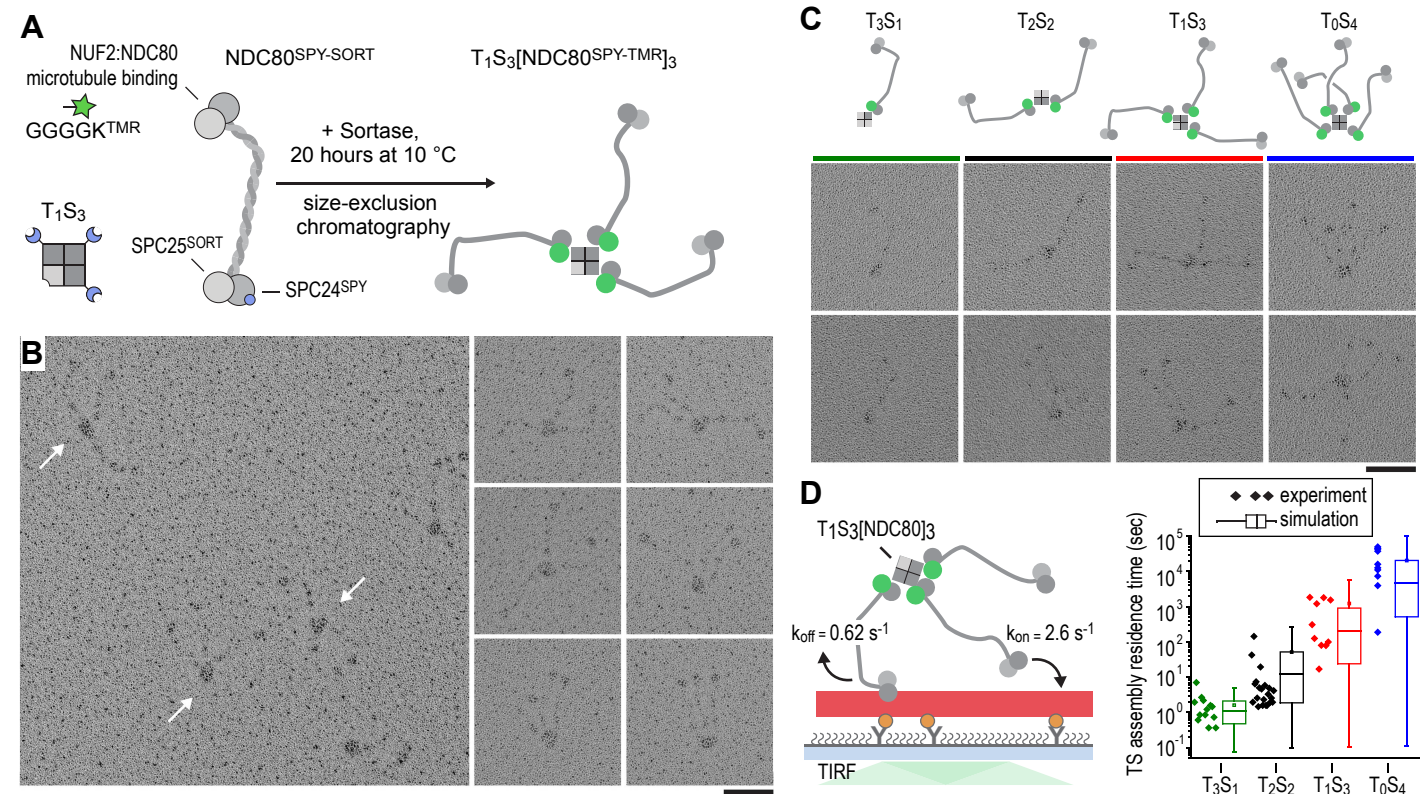 A
NUF2:NDC80
microtubule binding
GGGGKTMR
T1S3
NDC80SPY-SORT
SPC25SORT
SPC24SPY
+ Sortase,
20 hours at 10 °C
size-exclusion
chromatography
T1S3[NDC80SPY-TMR]3
B
C
T3S1
T2S2
T1S3
T0S4
D
T1S3[NDC80]3
koff = 0.62 s-1
kon = 2.6 s-1
TIRF
experiment
simulation
TS assembly residence time (sec)
105
104
103
102
101
100
10-1
T3S1
T2S2
T1S3
T0S4